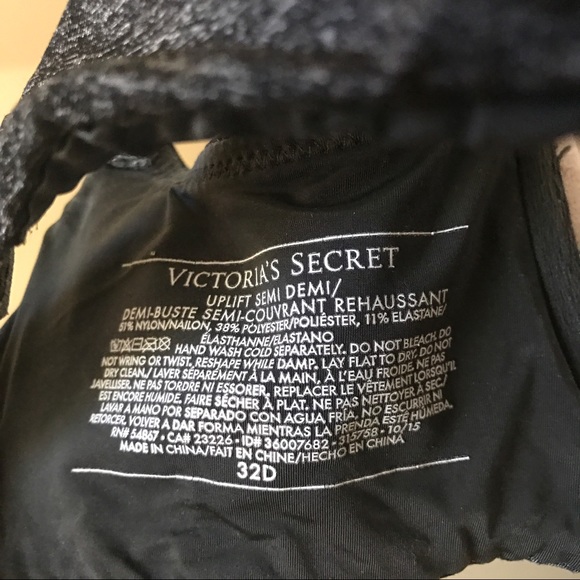 VICTORIA'S SECRET
UPLIFT SEMI DEMI/
DEMI-BUSTE SEMI-COUVRANT REHAUSSANT
51% NYLON/NAILON, 38% POLYESTER/POLIÉSTER, 11% ELASTANE/
ÉLASTHANNE/ELASTANO
HAND WASH COLD SEPARATELY. DO NOT BLEACH. DO
NOT WRING OR TWIST. RESHAPE WHILE DAMP. LAY FLAT TO DRY. DO NOT
DRY CLEAN./ LAVER SÉPARÉMENT À LA MAIN, À L'EAU FROIDE. NE PAS
JAVELLISER. NE PAS TORDRE NI ESSORER. REPLACER LE VÊTEMENT LORSQU'IL
EST ENCORE HUMIDE. FAIRE SÉCHER À PLAT. NE PAS NETTOYER À SEC/
LAVAR A MANO POR SEPARADO CON AGUA FRÍA. NO ESCURRIR NI
RETORCER. VOLVER A DAR FORMA MIENTRAS LA PRENDA ESTÉ HÚMEDA.
RN# 54867 • CA# 23226 • ID# 36007682 - 315758 - 10/15
MADE IN CHINA/FAIT EN CHINE/HECHO EN CHINA
32D